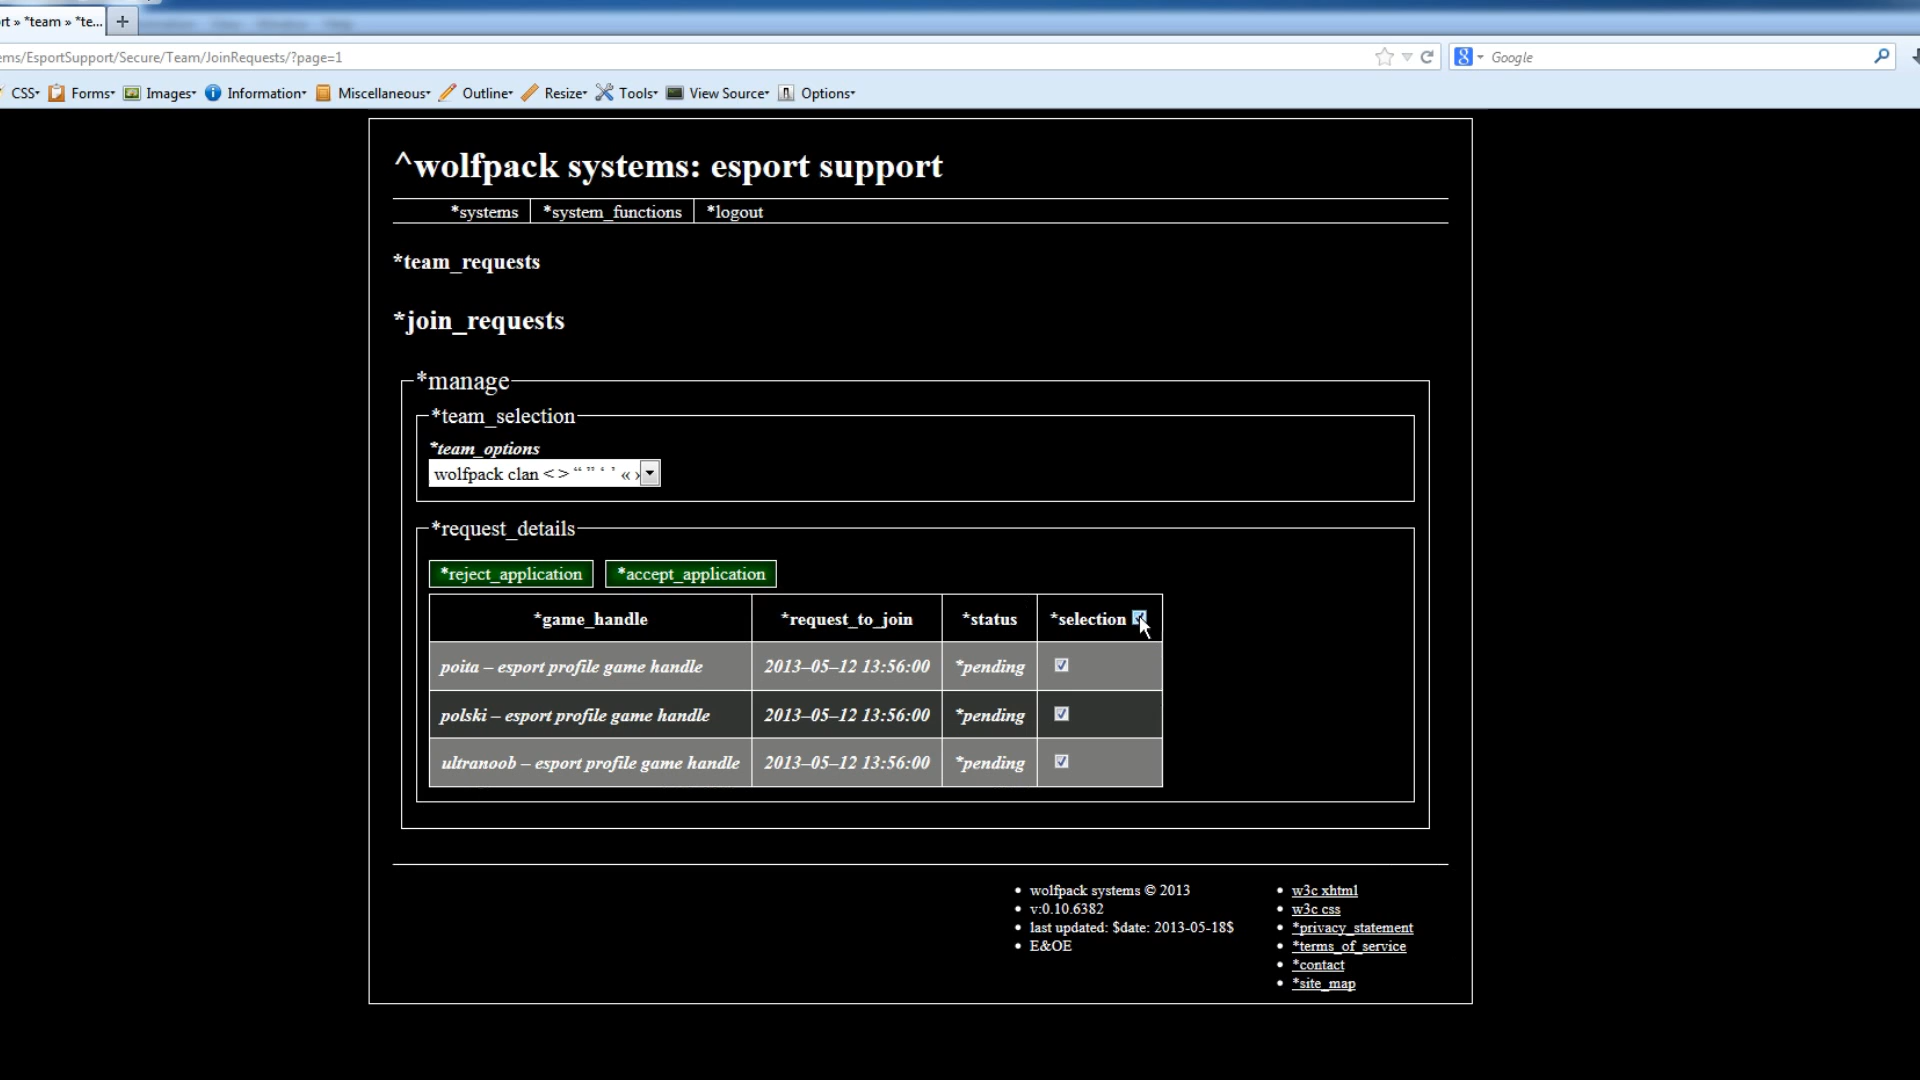 rt » *team » *te...
ems/EsportSupport/Secure/Team/JoinRequests/?page=1
Google
CSS Forms Images Information Miscellaneous Outline Resize Tools View Source Options
^wolfpack systems: esport support
*systems *system_functions *logout
*team_requests
*join_requests
*manage
*team_selection
*team_options
wolfpack clan < > “ ” ‘ ’ « ›
*request_details
*reject_application *accept_application
*game_handle *request_to_join *status *selection
poita – esport profile game handle 2013–05–12 13:56:00 *pending
polski – esport profile game handle 2013–05–12 13:56:00 *pending
ultranoob – esport profile game handle 2013–05–12 13:56:00 *pending
wolfpack systems © 2013
v:0.10.6382
last updated: $date: 2013-05-18$
E&OE
w3c xhtml
w3c css
*privacy_statement
*terms_of_service
*contact
*site_map